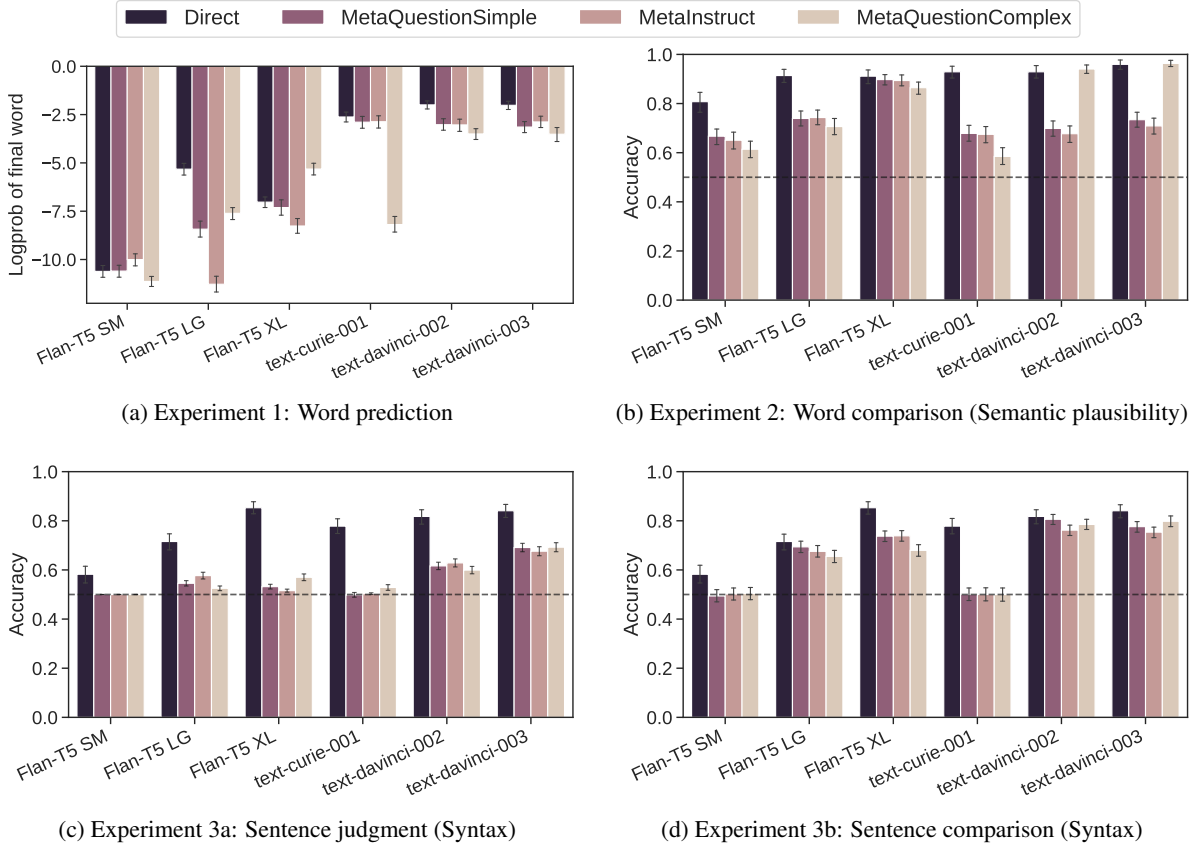 Direct MetaQuestionSimple MetaInstruct MetaQuestionComplex
Logprob of final word
0.0
−2.5
−5.0
−7.5
−10.0
Flan-T5 SM
Flan-T5 LG
Flan-T5 XL
text-curie-001
text-davinci-002
text-davinci-003
(a) Experiment 1: Word prediction
Accuracy
1.0
0.8
0.6
0.4
0.2
0.0
Flan-T5 SM
Flan-T5 LG
Flan-T5 XL
text-curie-001
text-davinci-002
text-davinci-003
(b) Experiment 2: Word comparison (Semantic plausibility)
Accuracy
1.0
0.8
0.6
0.4
0.2
0.0
Flan-T5 SM
Flan-T5 LG
Flan-T5 XL
text-curie-001
text-davinci-002
text-davinci-003
(c) Experiment 3a: Sentence judgment (Syntax)
Accuracy
1.0
0.8
0.6
0.4
0.2
0.0
Flan-T5 SM
Flan-T5 LG
Flan-T5 XL
text-curie-001
text-davinci-002
text-davinci-003
(d) Experiment 3b: Sentence comparison (Syntax)